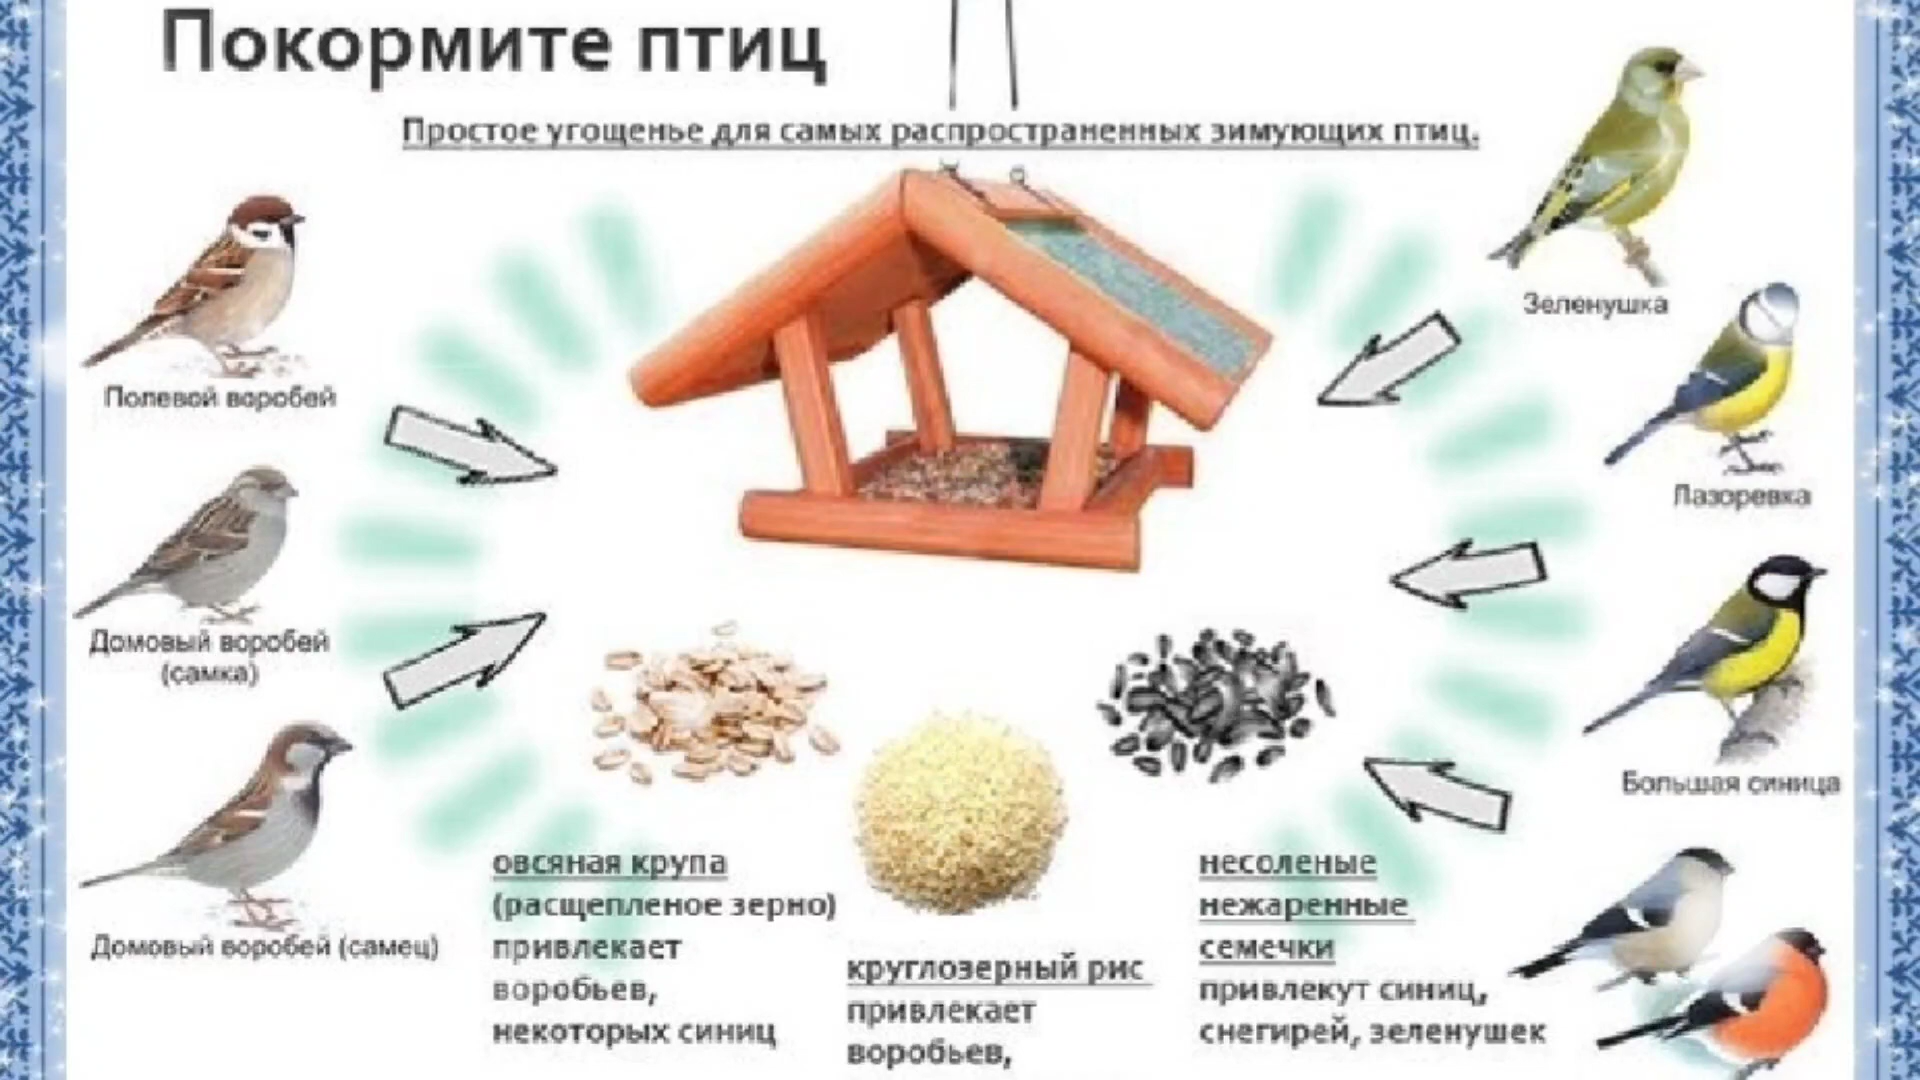 Покормите птиц
Простое угощенье для самых распространенных зимующих птиц.
Полевой воробей
Домовый воробей
(самка)
Домовый воробей (самец)
Зеленушка
Лазоревка
Большая синица
овсяная крупа
(расщепленое зерно)
привлекает
воробьев,
некоторых синиц
круглозерный рис
привлекает
воробьев,
несоленые
нежаренные
семечки
привлекут синиц,
снегирей, зеленушек